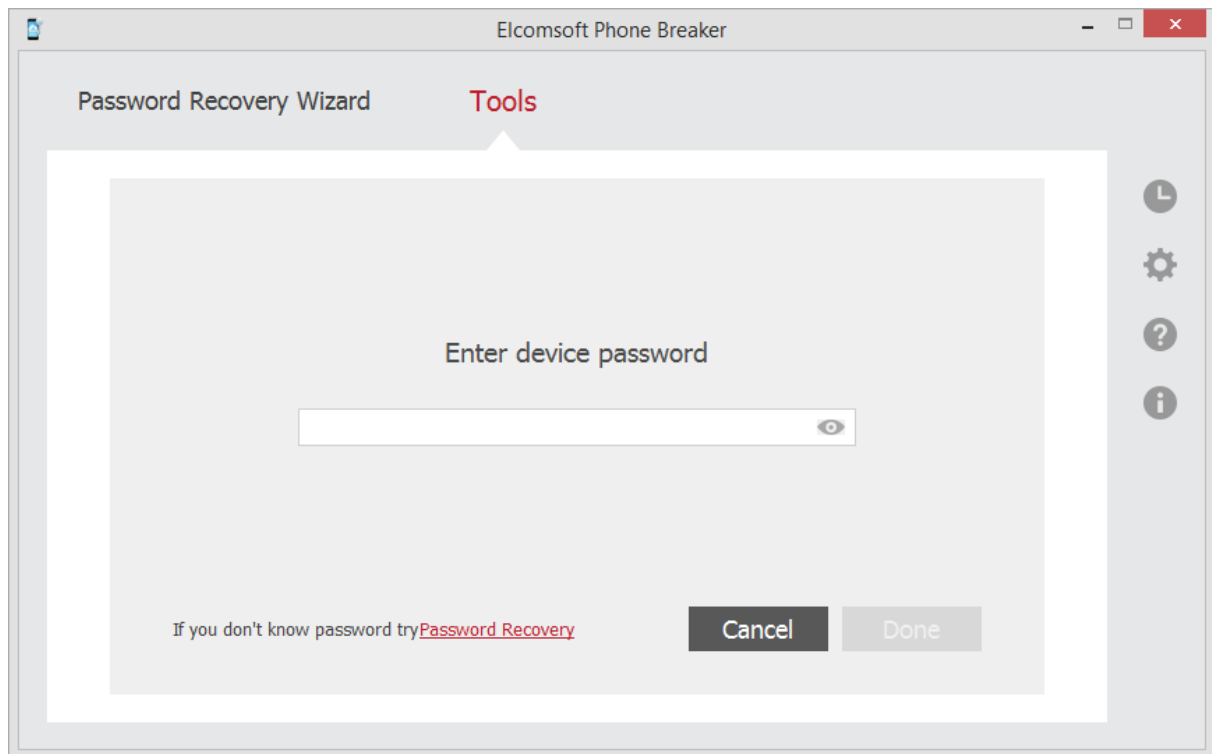 Elcomsoft Phone Breaker
Password Recovery Wizard Tools
Enter device password
If you don't know password tryPassword Recovery
Cancel
Done